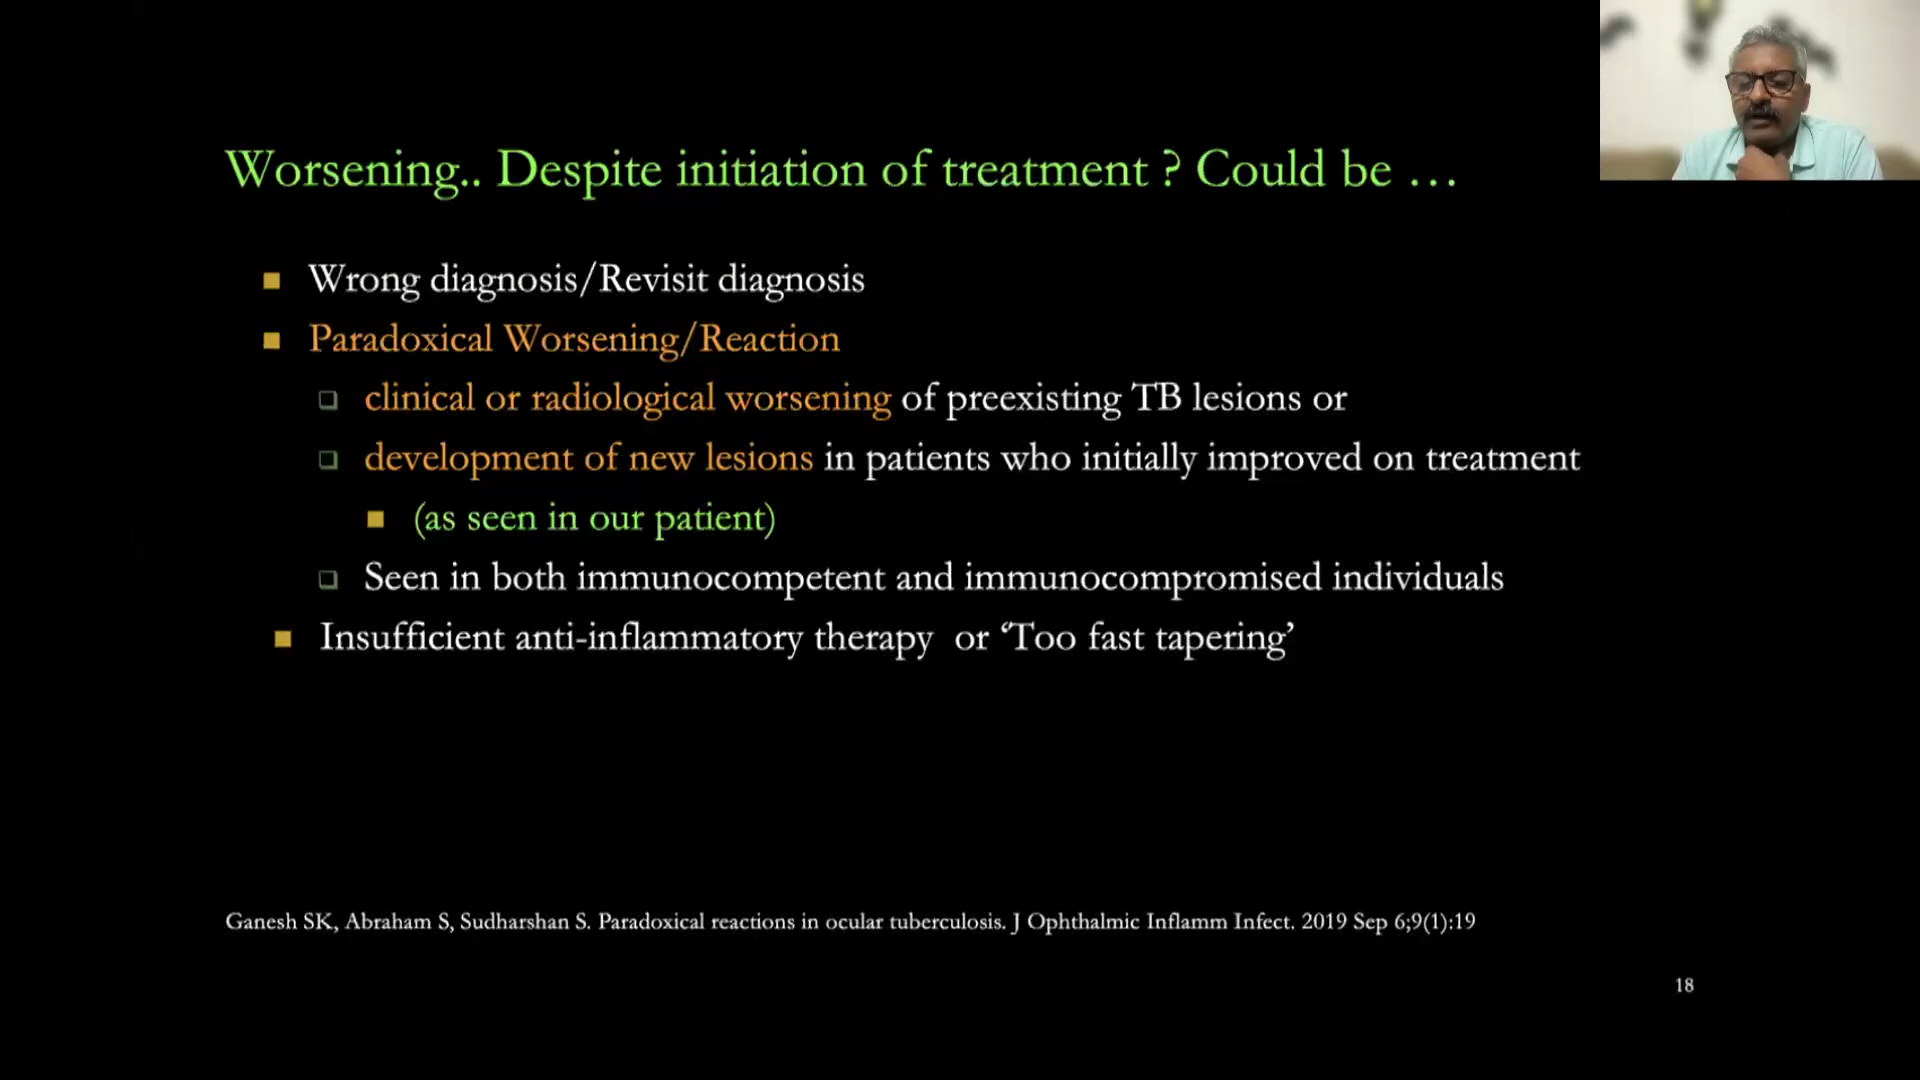 Worsening.. Despite initiation of treatment ? Could be …
Wrong diagnosis/Revisit diagnosis
Paradoxical Worsening/Reaction
clinical or radiological worsening of preexisting TB lesions or
development of new lesions in patients who initially improved on treatment
(as seen in our patient)
Seen in both immunocompetent and immunocompromised individuals
Insufficient anti-inflammatory therapy or ‘Too fast tapering’
Ganesh SK, Abraham S, Sudharshan S. Paradoxical reactions in ocular tuberculosis. J Ophthalmic Inflamm Infect. 2019 Sep 6;9(1):19
18